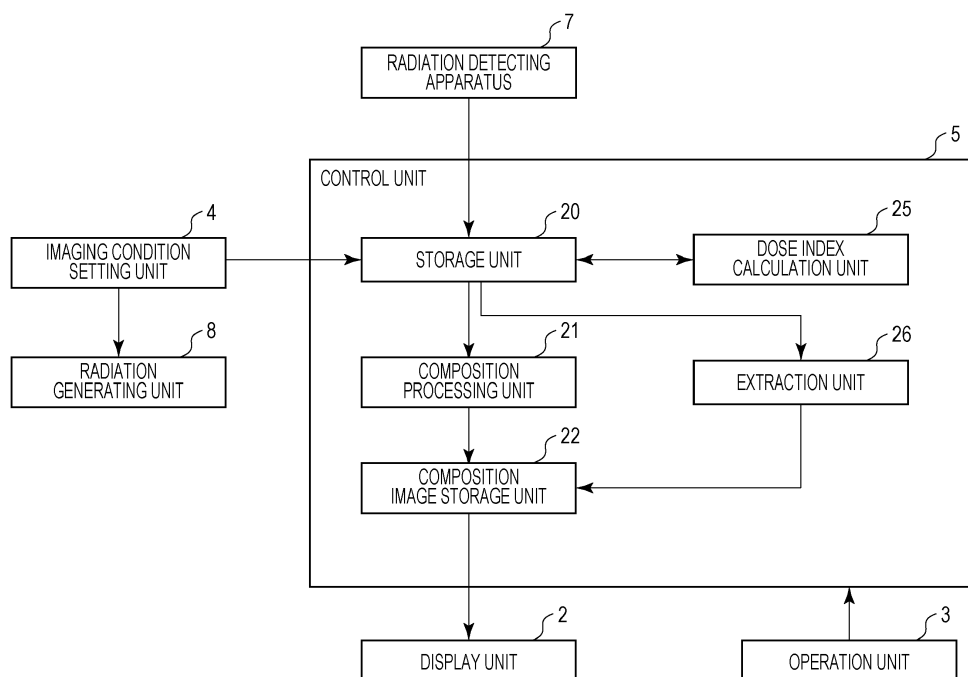 7
RADIATION DETECTING
APPARATUS
5
CONTROL UNIT
4
IMAGING CONDITION
SETTING UNIT
20
STORAGE UNIT
25
DOSE INDEX
CALCULATION UNIT
8
RADIATION
GENERATING UNIT
21
COMPOSITION
PROCESSING UNIT
26
EXTRACTION UNIT
22
COMPOSITION
IMAGE STORAGE UNIT
2
DISPLAY UNIT
3
OPERATION UNIT